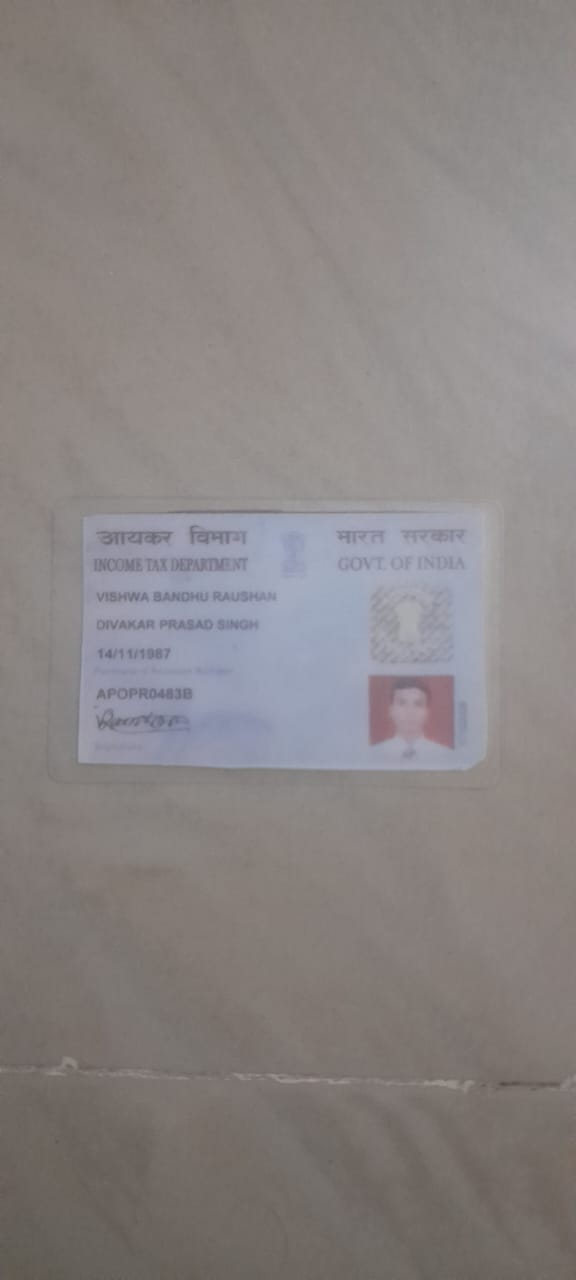 आयकर विभाग
INCOME TAX DEPARTMENT
भारत सरकार
GOVT. OF INDIA
VISHWA BANDHU RAUSHAN
DIVAKAR PRASAD SINGH
14/11/1987
Permanent Account Number
APOPR0483B
Signature